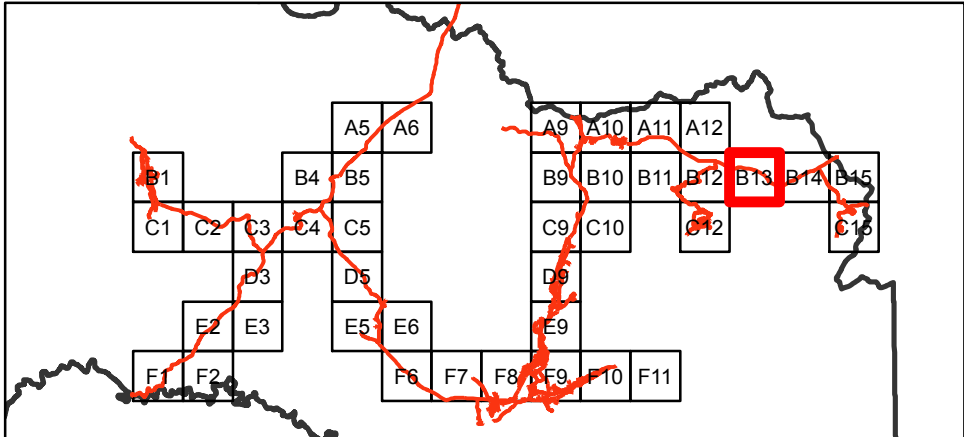 A5 A6 A9 A10 A11 A12
B1 B4 B5 B9 B10 B11 B12 B13 B14 B15
C1 C2 C3 C4 C5 C9 C10 C12 C15
D3 D5 D9
E2 E3 E5 E6 E9
F1 F2 F6 F7 F8 F9 F10 F11